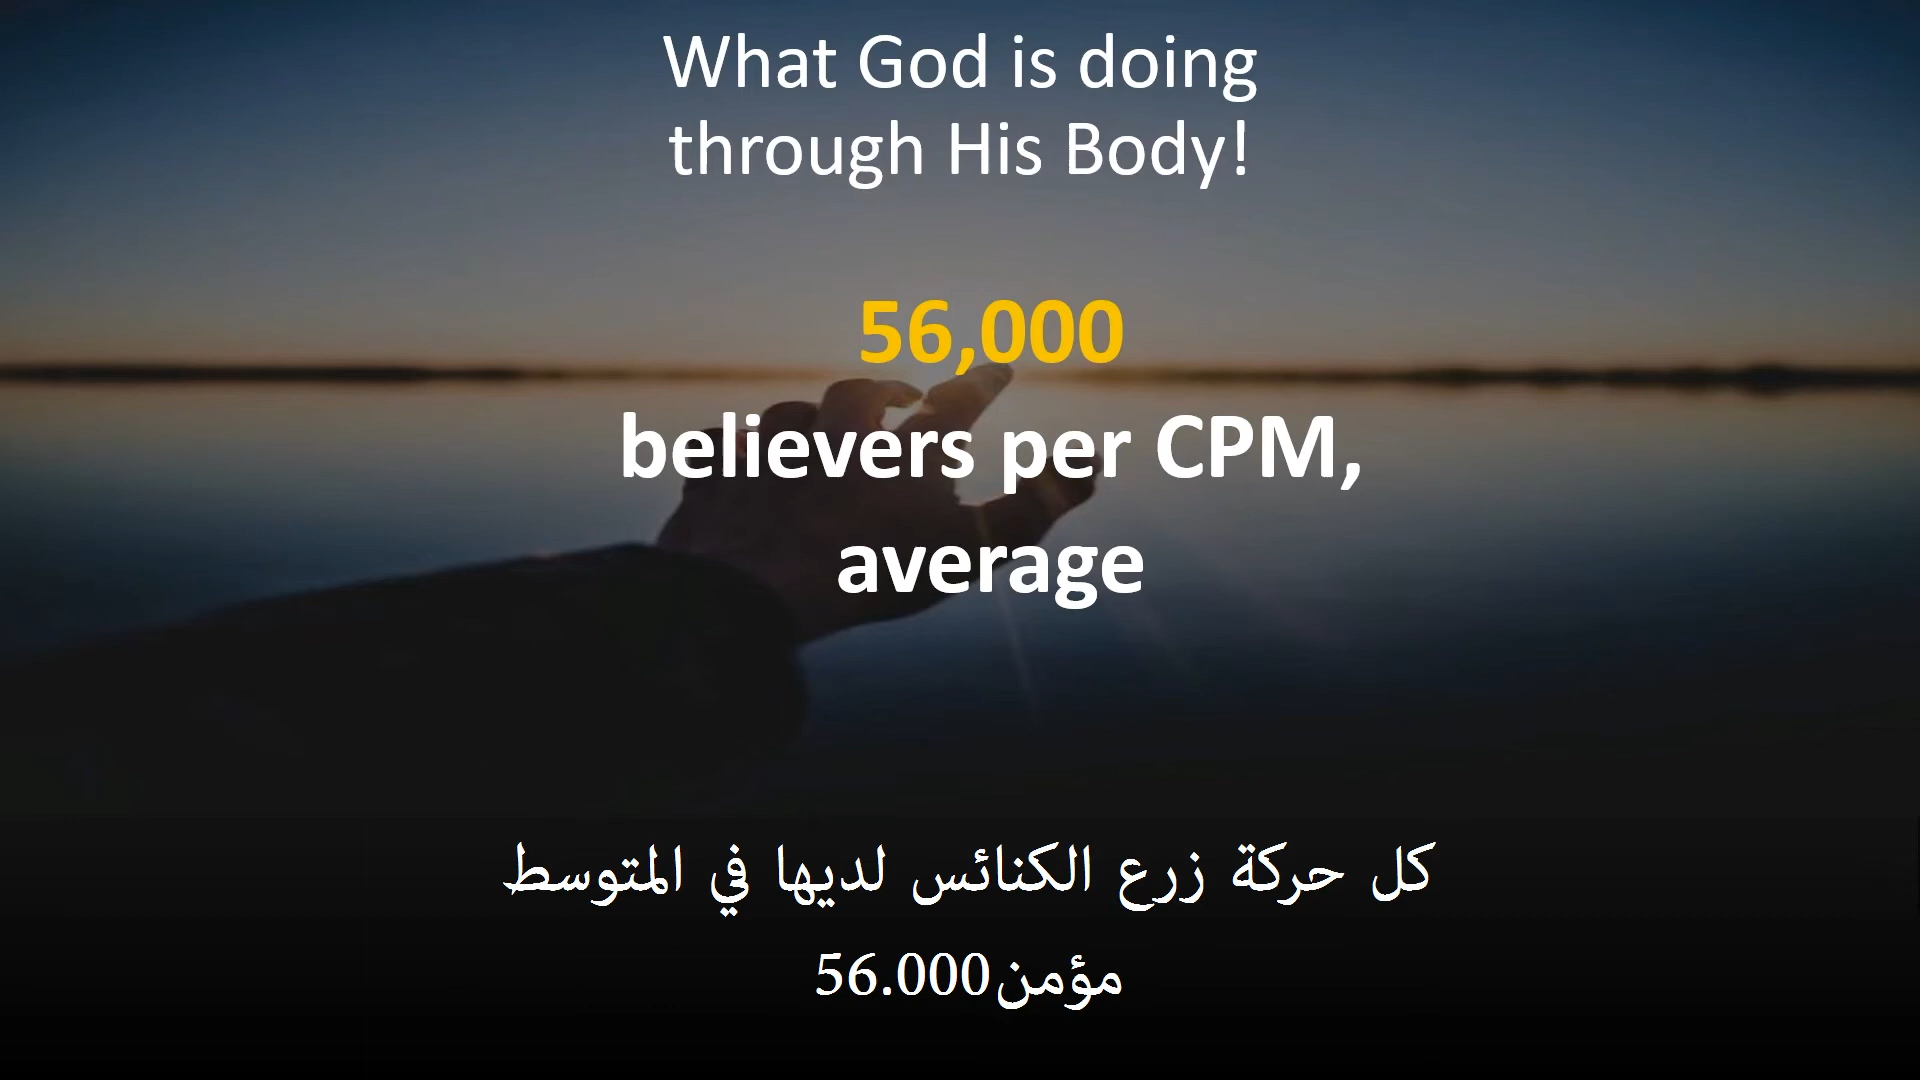 What God is doing
through His Body!
56,000
believers per CPM,
average
كل حركة زرع الكنائس لديها في المتوسط
مؤمن56.000